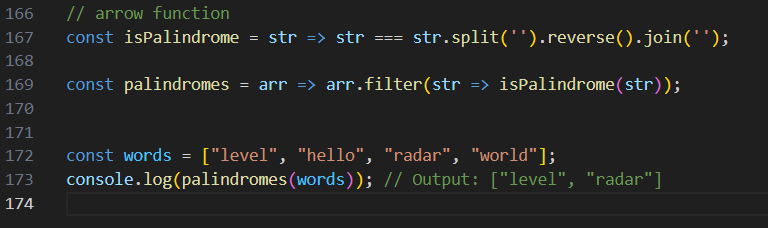 166 // arrow function
167 const isPalindrome = str => str === str.split('').reverse().join('');
168
169 const palindromes = arr => arr.filter(str => isPalindrome(str));
170
171
172 const words = ["level", "hello", "radar", "world"];
173 console.log(palindromes(words)); // Output: ["level", "radar"]
174